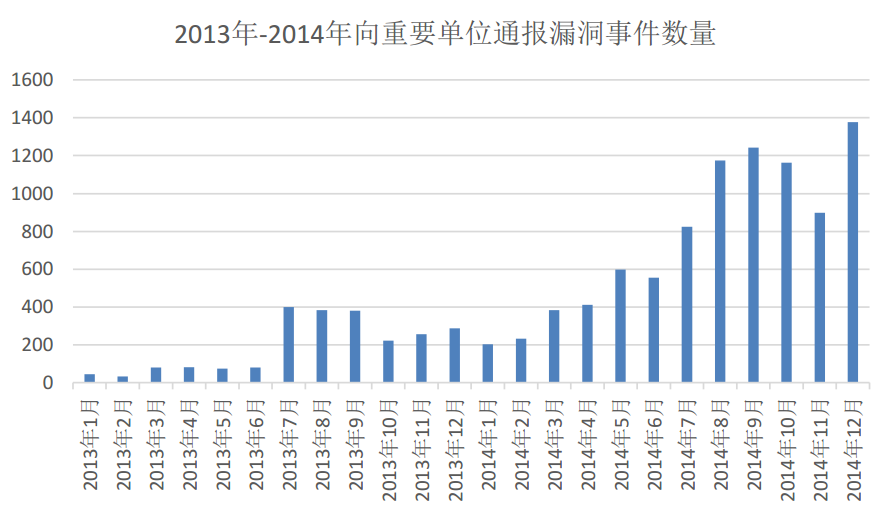 2013年-2014年向重要单位通报漏洞事件数量
1600
1400
1200
1000
800
600
400
200
0
2013年1月
2013年2月
2013年3月
2013年4月
2013年5月
2013年6月
2013年7月
2013年8月
2013年9月
2013年10月
2013年11月
2013年12月
2014年1月
2014年2月
2014年3月
2014年4月
2014年5月
2014年6月
2014年7月
2014年8月
2014年9月
2014年10月
2014年11月
2014年12月